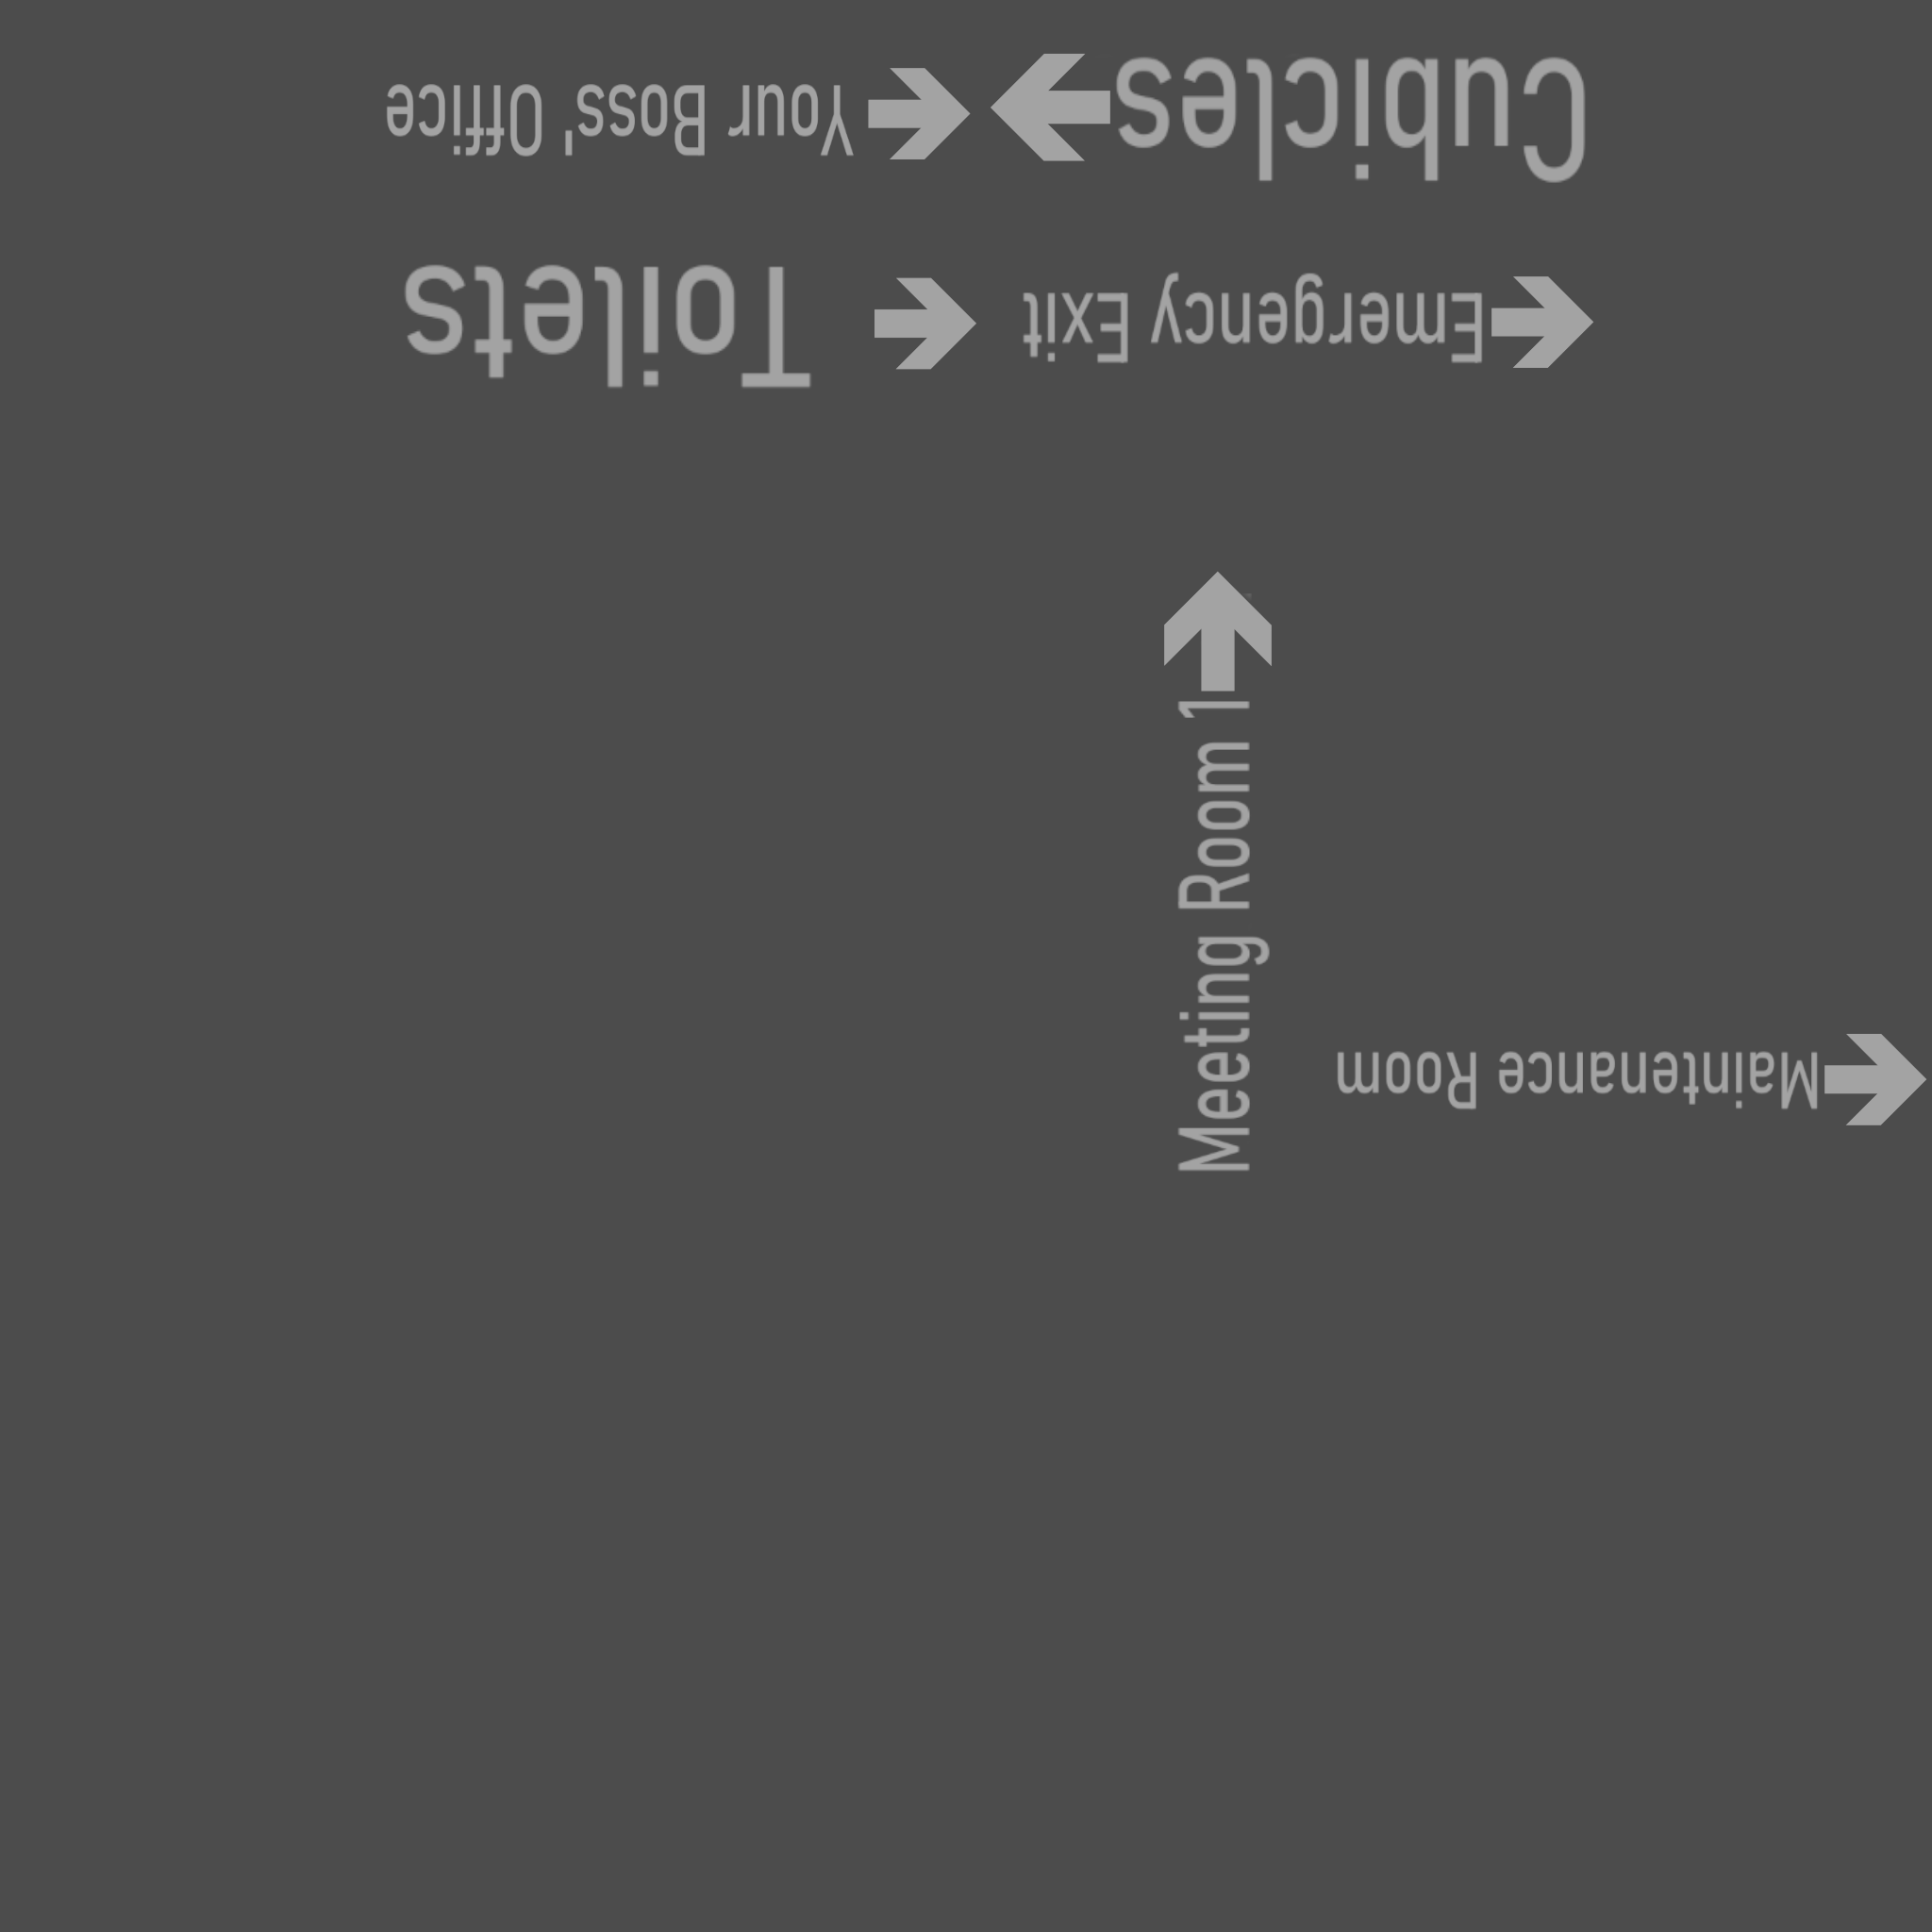 Your Boss' Office
Cubicles
Toilets
Emergency Exit
Meeting Room 1
Maintenance Room